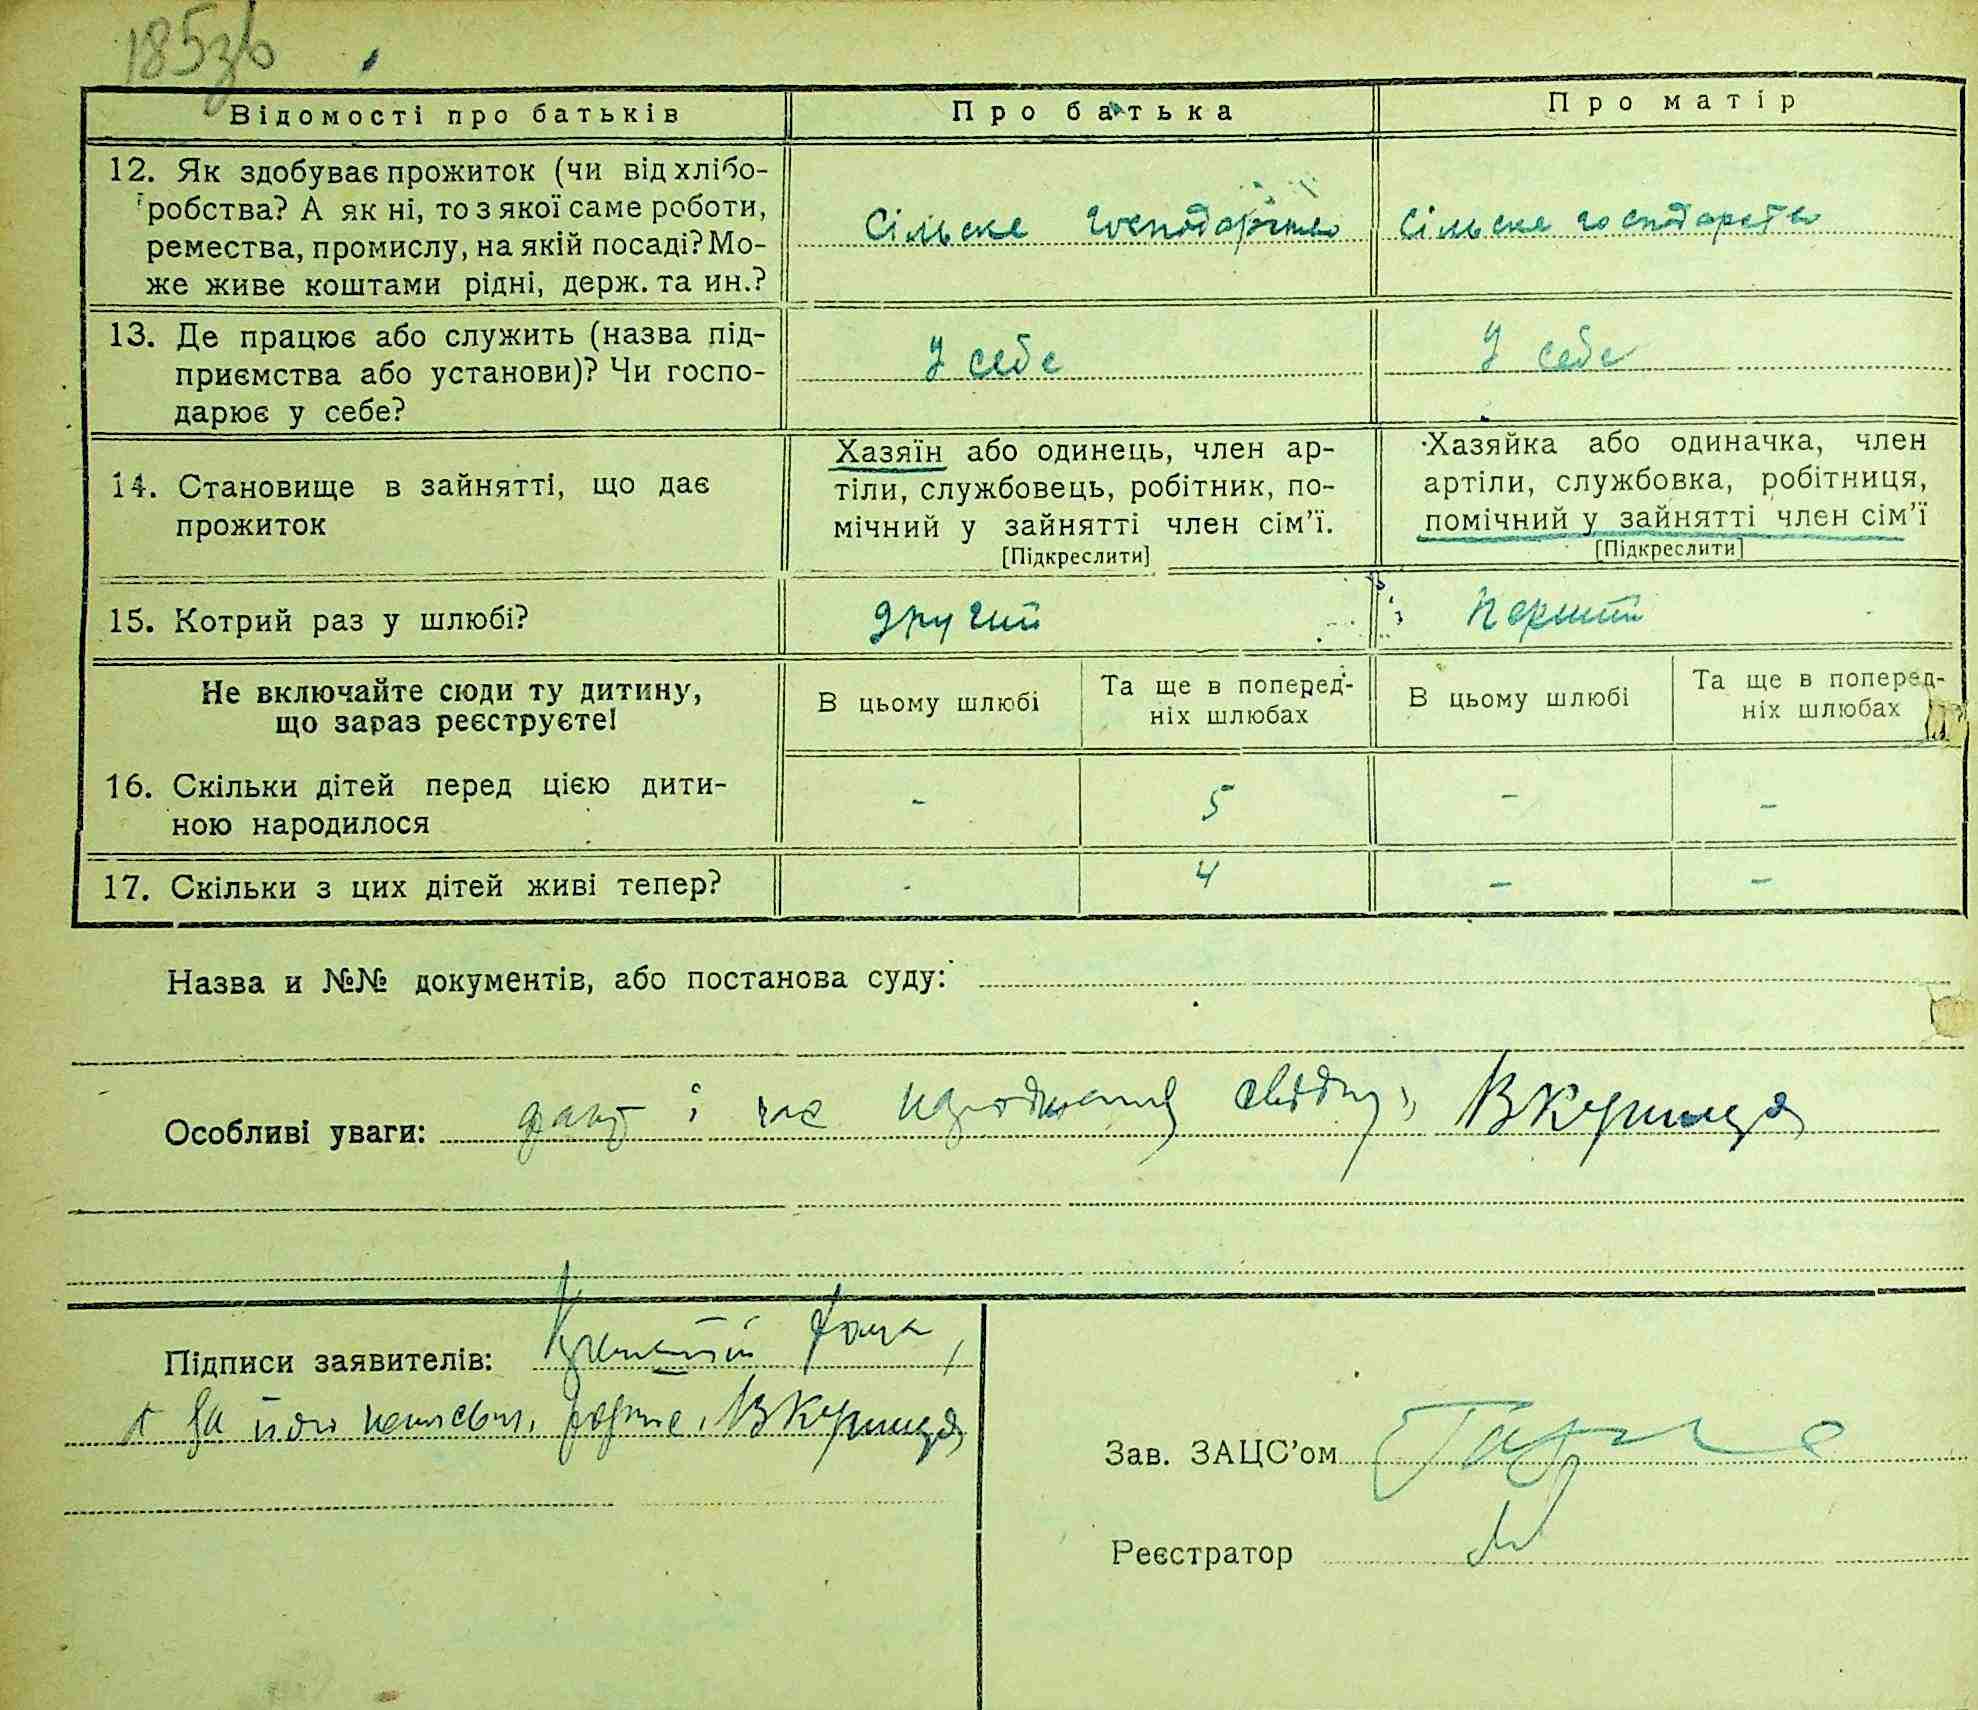 185зв
Відомості про батьків
Про батька
Про матір
12. Як здобуває прожиток (чи від хлібо-
робства? А як ні, то з якої саме роботи,
ремества, промислу, на якій посаді? Мо-
же живе коштами рідні, держ. та ин.?
Сільске господарство
Сільске господарство
13. Де працює або служить (назва під-
приємства або установи)? Чи госпо-
дарює у себе?
У себе
У себе
14. Становище в зайнятті, що дає
прожиток
Хазяїн або одинець, член ар-
тіли, службовець, робітник, по-
мічний у зайнятті член сім’ї.
[Підкреслити]
Хазяйка або одиначка, член
артіли, службовка, робітниця,
помічний у зайнятті член сім’ї
[Підкреслити]
15. Котрий раз у шлюбі?
другий
перший
Не включайте сюди ту дитину,
що зараз реєструєте!
В цьому шлюбі
Та ще в поперед-
ніх шлюбах
В цьому шлюбі
Та ще в поперед-
ніх шлюбах
16. Скільки дітей перед цією дити-
ною народилося
- 5 - -
17. Скільки з цих дітей живі тепер?
- 4 - -
Назва и №№ документів, або постанова суду:
Особливі уваги: факт і час народження
Підписи заявителів: Хома
За його
Зав. ЗАЦС’ом
Реєстратор